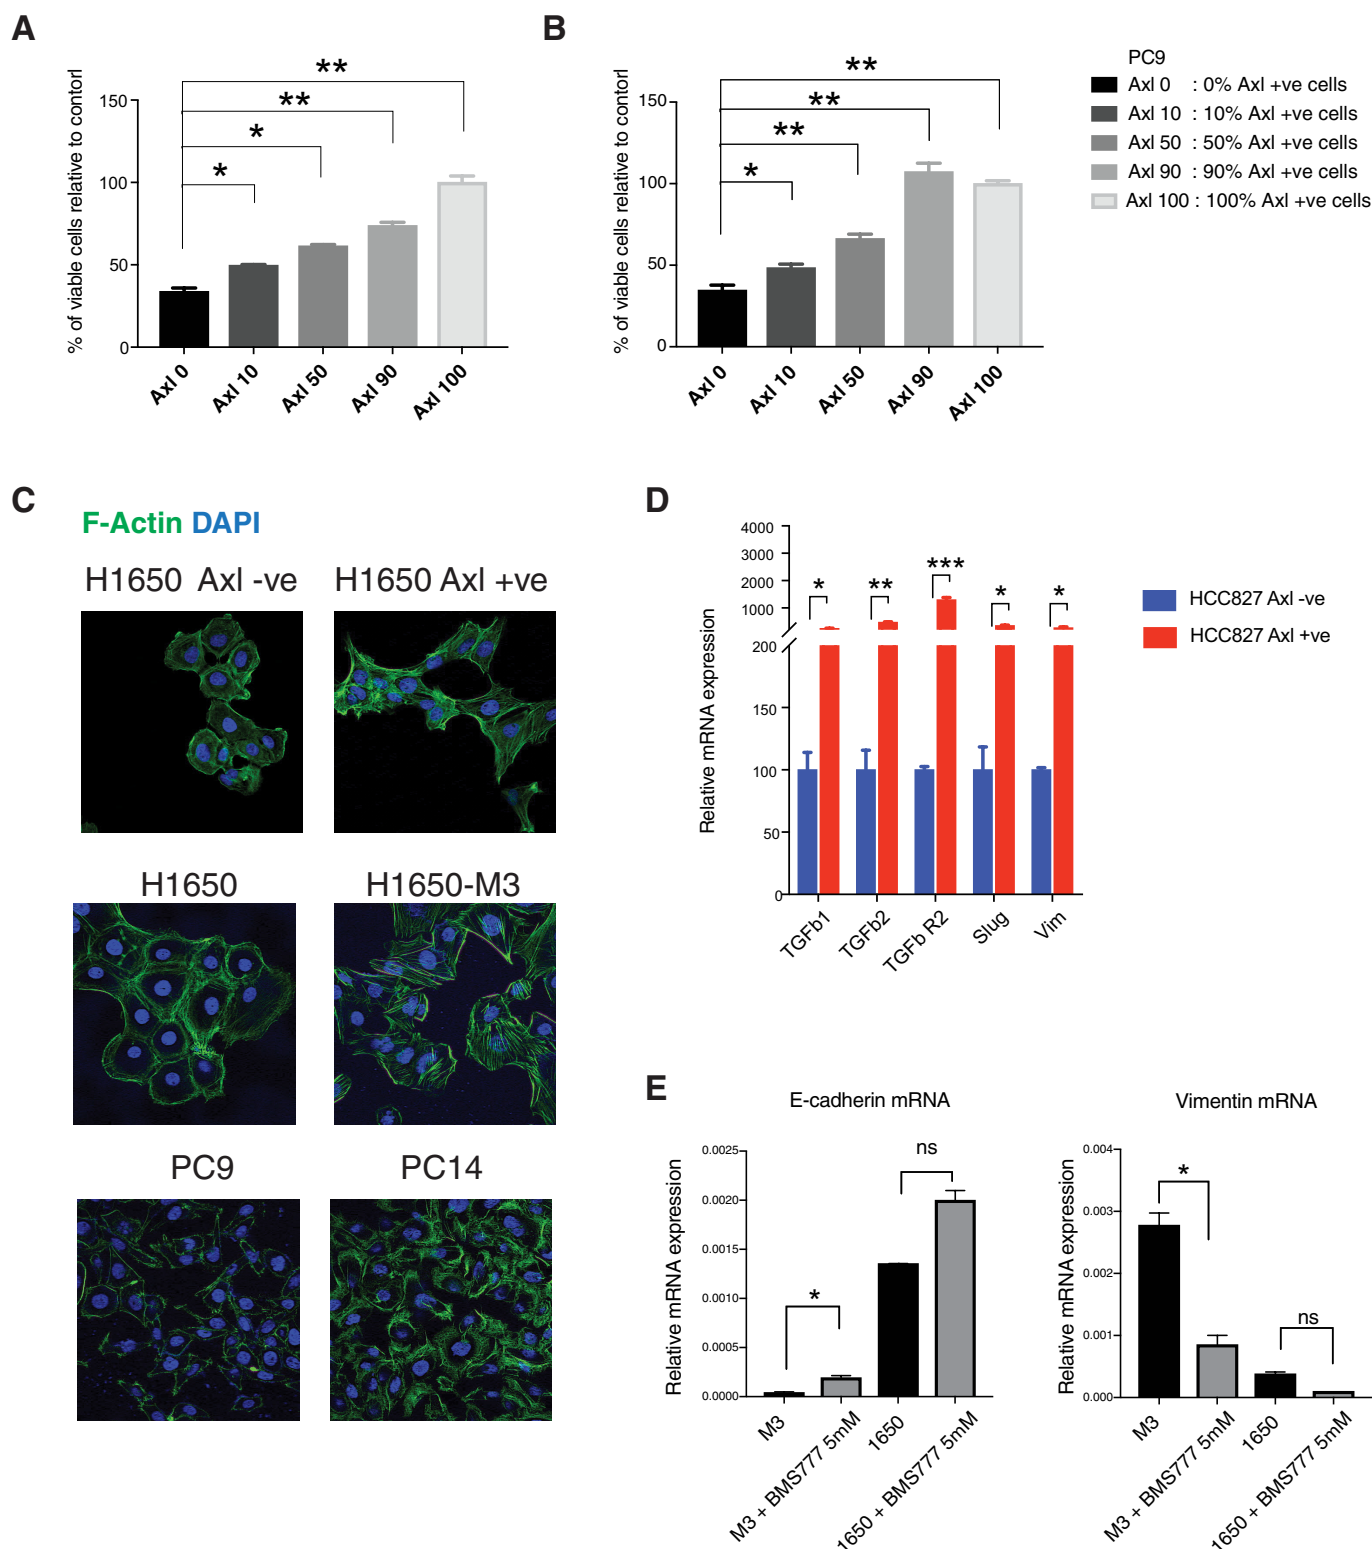 A
% of viable cells relative to contorl
150
100
50
0
*
*
**
**
Axl 0
Axl 10
Axl 50
Axl 90
Axl 100
B
% of viable cells relative to contorl
150
100
50
0
*
**
**
**
Axl 0
Axl 10
Axl 50
Axl 90
Axl 100
PC9
Axl 0 : 0% Axl +ve cells
Axl 10 : 10% Axl +ve cells
Axl 50 : 50% Axl +ve cells
Axl 90 : 90% Axl +ve cells
Axl 100 : 100% Axl +ve cells
C
F-Actin DAPI
H1650 Axl -ve
H1650 Axl +ve
H1650
H1650-M3
PC9
PC14
D
Relative mRNA expression
4000
3000
2000
1000
200
150
100
50
0
*
**
***
*
*
TGFb1
TGFb2
TGFb R2
Slug
Vim
HCC827 Axl -ve
HCC827 Axl +ve
E
E-cadherin mRNA
Relative mRNA expression
0.0025
0.0020
0.0015
0.0010
0.0005
0.0000
*
ns
M3
M3 + BMS777 5mM
1650
1650 + BMS777 5mM
Vimentin mRNA
Relative mRNA expression
0.004
0.003
0.002
0.001
0.000
*
ns
M3
M3 + BMS777 5mM
1650
1650 + BMS777 5mM